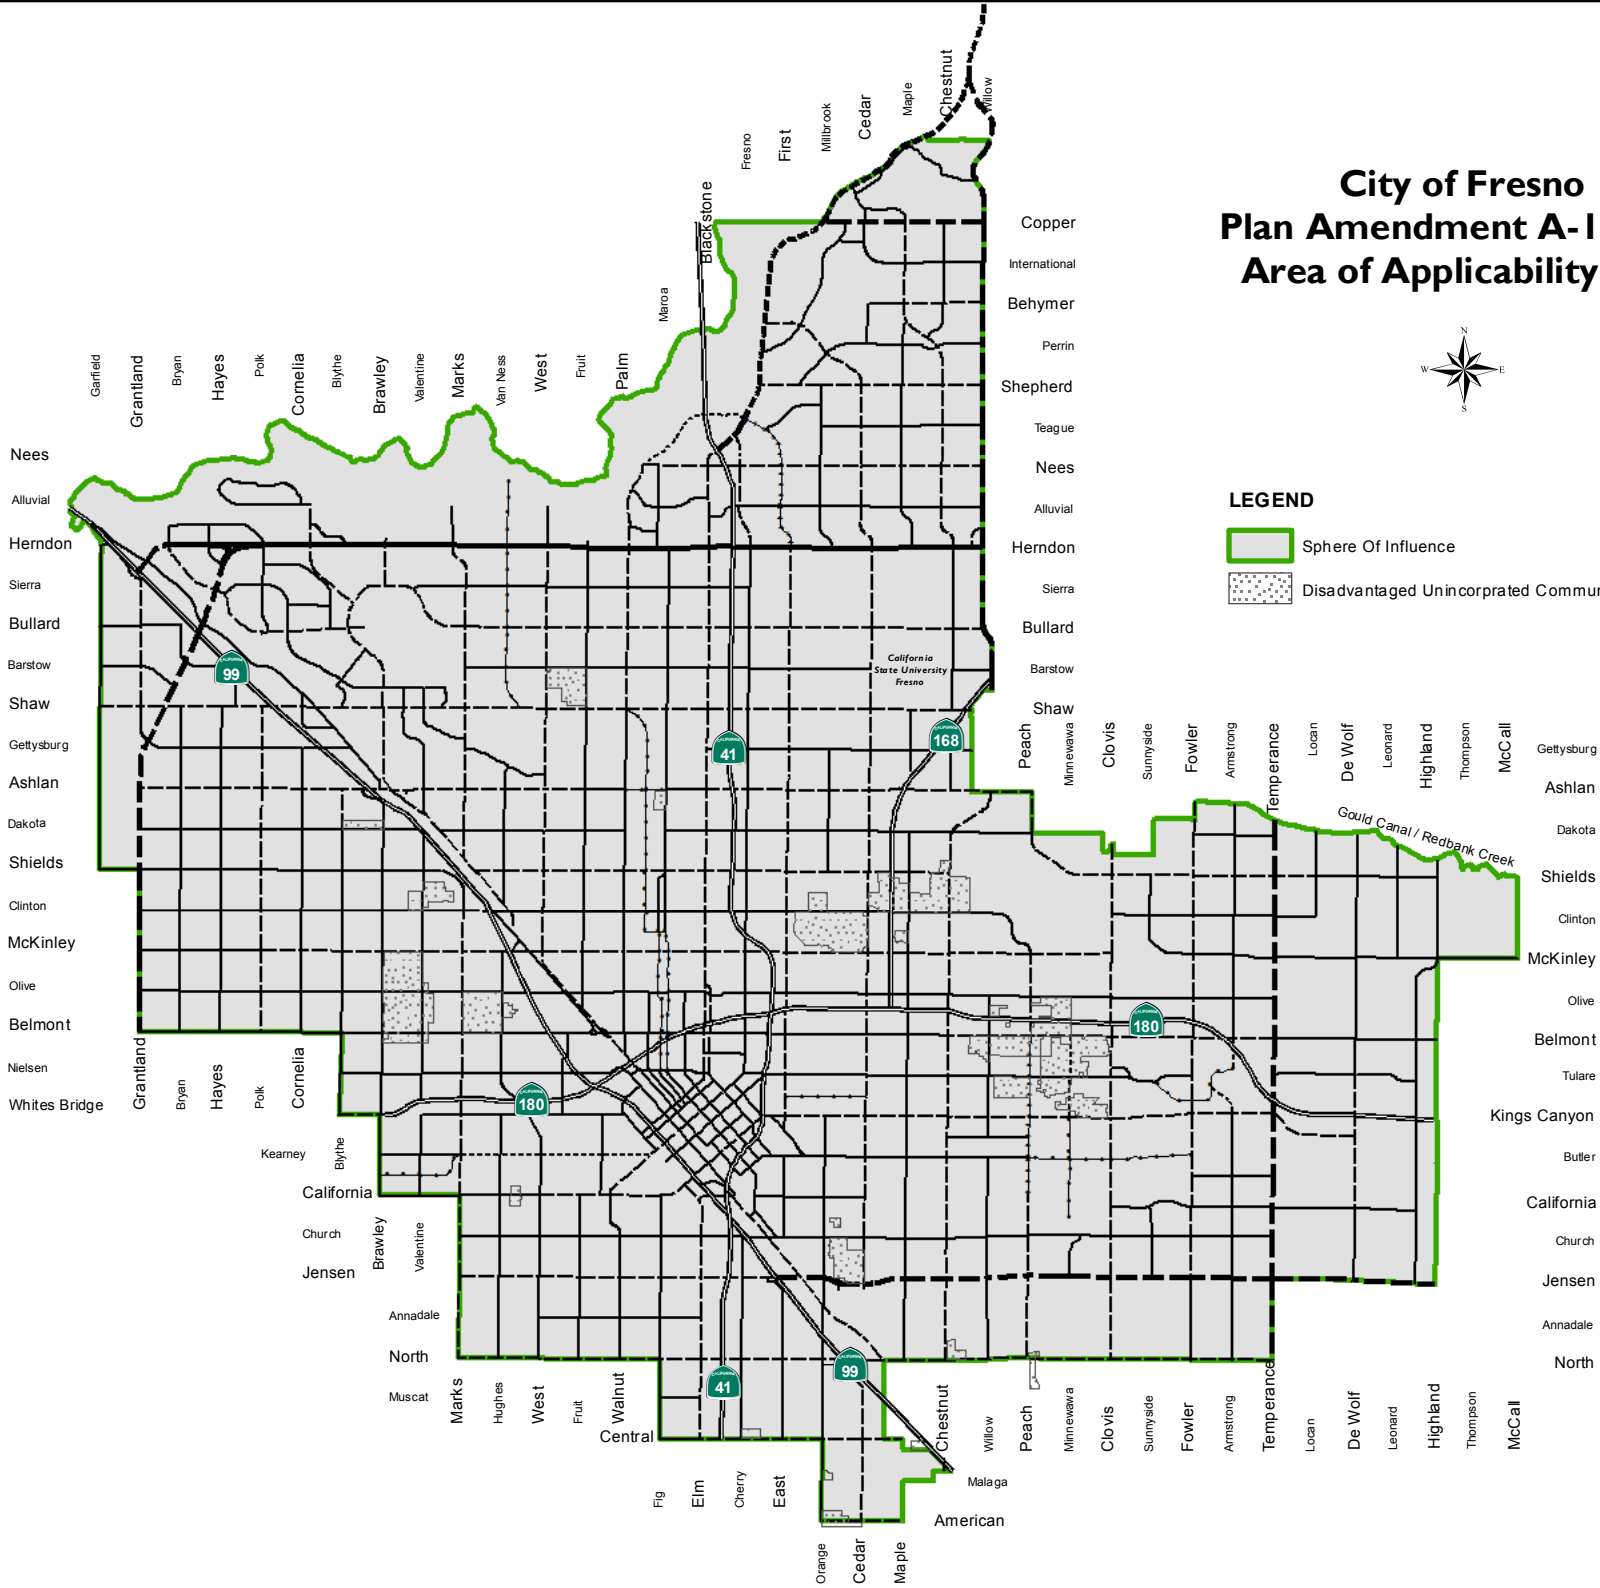 City of Fresno
Plan Amendment A-1
Area of Applicability
N
W E
S
LEGEND
Sphere Of Influence
Disadvantaged Unincorprated Commun
Blackstone
Fresno
First
Millbrook
Cedar
Maple
Chestnut
Willow
Maroa
Garfield
Grantland
Bryan
Hayes
Polk
Cornelia
Blythe
Brawley
Valentine
Marks
Van Ness
West
Fruit
Palm
Copper
International
Behymer
Perrin
Shepherd
Teague
Nees
Alluvial
Herndon
Sierra
Bullard
Barstow
Shaw
Nees
Alluvial
Herndon
Sierra
Bullard
Barstow
Shaw
Gettysburg
Ashlan
Dakota
Shields
Clinton
McKinley
Olive
Belmont
Nielsen
Whites Bridge
California
State University
Fresno
CALIFORNIA
99
CALIFORNIA
41
CALIFORNIA
168
CALIFORNIA
180
CALIFORNIA
180
CALIFORNIA
41
CALIFORNIA
99
Peach
Minnewawa
Clovis
Sunnyside
Fowler
Armstrong
Temperance
Locan
De Wolf
Leonard
Highland
Thompson
McCall
Gould Canal / Redbank Creek
Gettysburg
Ashlan
Dakota
Shields
Clinton
McKinley
Olive
Belmont
Tulare
Kings Canyon
Butler
California
Church
Jensen
Annadale
North
Grantland
Bryan
Hayes
Polk
Cornelia
Kearney
Blythe
California
Church
Jensen
Brawley
Valentine
Annadale
North
Muscat
Marks
Hughes
West
Fruit
Walnut
Central
Fig
Elm
Cherry
East
Orange
Cedar
Maple
American
Malaga
Chestnut
Willow
Peach
Minnewawa
Clovis
Sunnyside
Fowler
Armstrong
Temperance
Locan
De Wolf
Leonard
Highland
Thompson
McCall